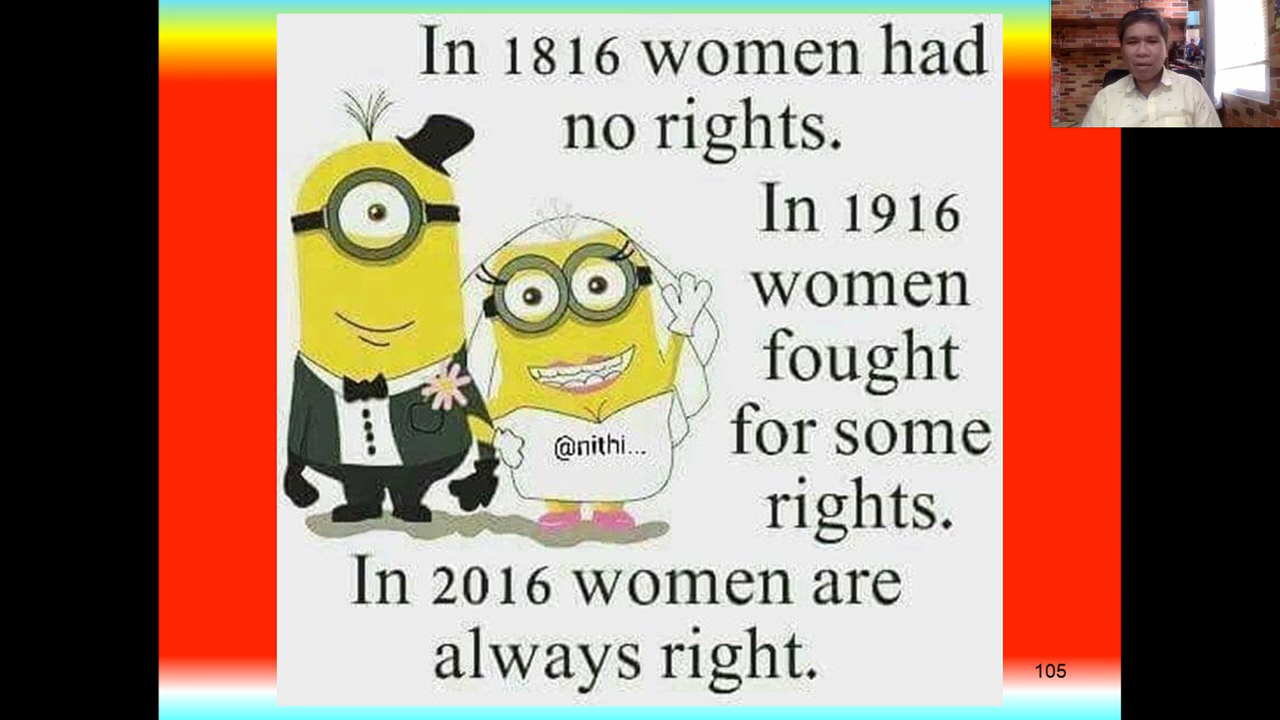 In 1816 women had
no rights.
In 1916
women
fought
for some
rights.
@nithi...
In 2016 women are
always right.
105